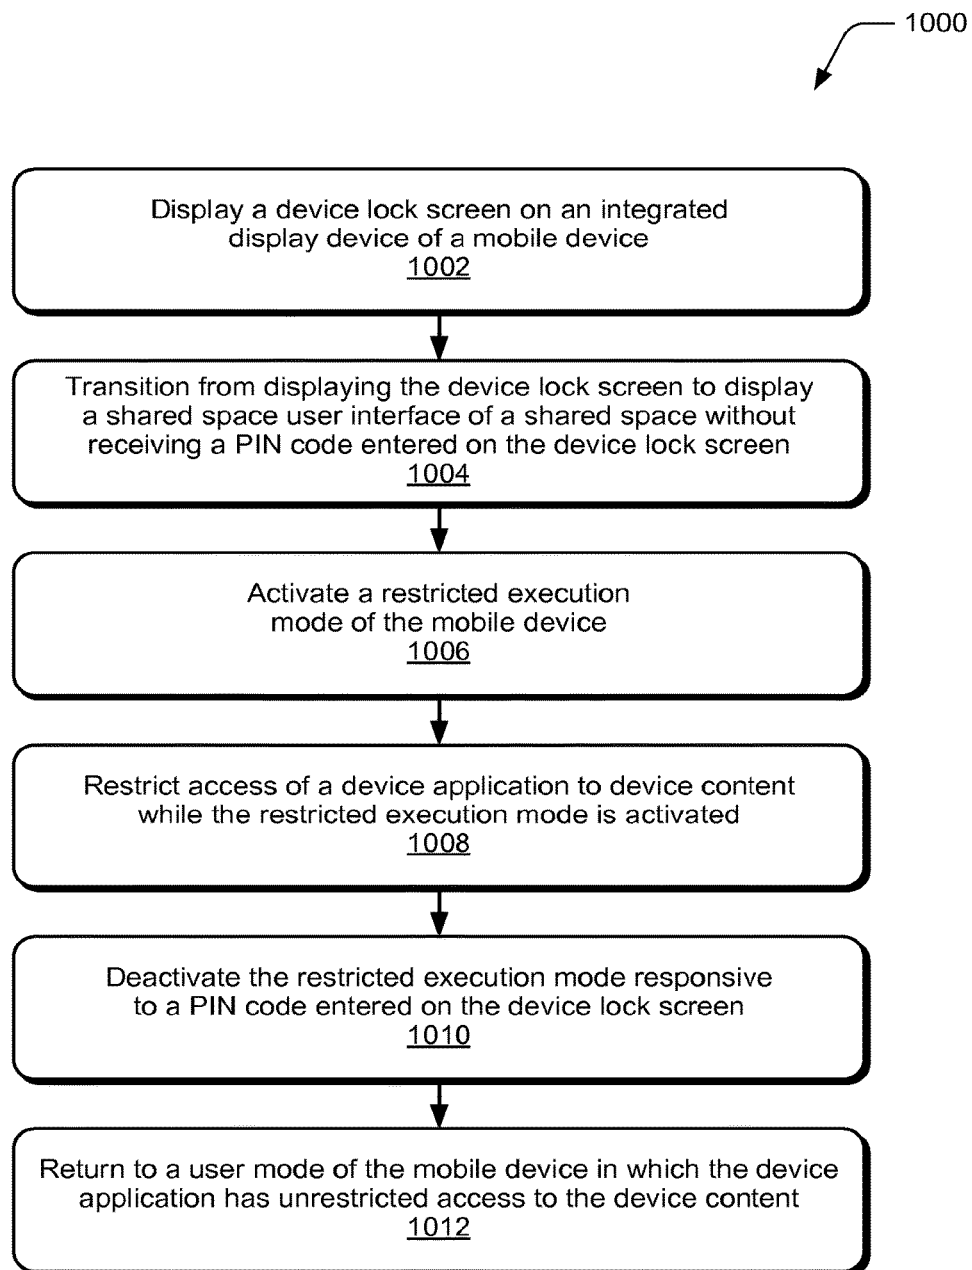 1000
Display a device lock screen on an integrated
display device of a mobile device
1002
Transition from displaying the device lock screen to display
a shared space user interface of a shared space without
receiving a PIN code entered on the device lock screen
1004
Activate a restricted execution
mode of the mobile device
1006
Restrict access of a device application to device content
while the restricted execution mode is activated
1008
Deactivate the restricted execution mode responsive
to a PIN code entered on the device lock screen
1010
Return to a user mode of the mobile device in which the device
application has unrestricted access to the device content
1012